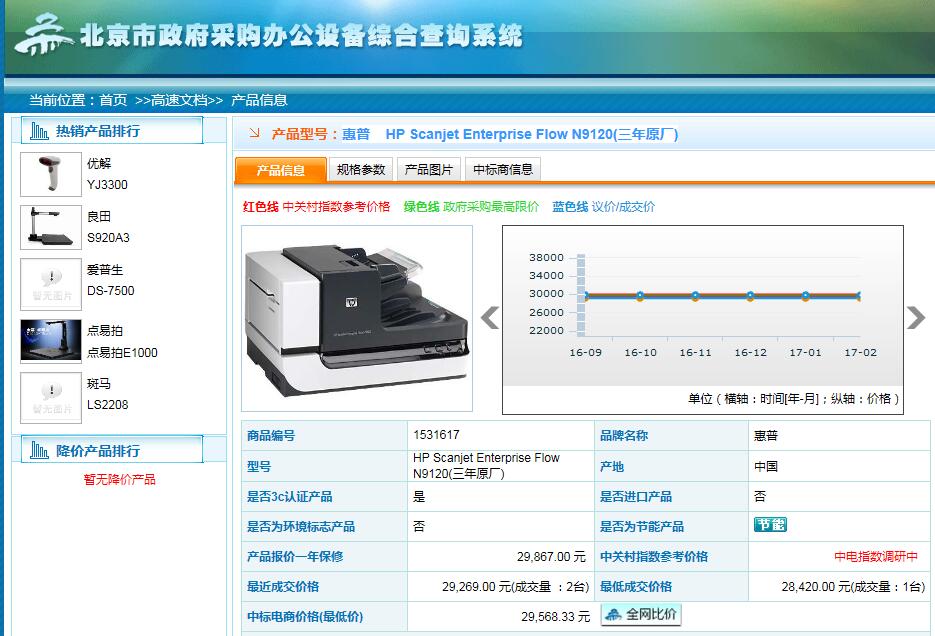 北京市政府采购办公设备综合查询系统
当前位置：首页 >>高速文档>> 产品信息
热销产品排行
优解
YJ3300
良田
S920A3
暂无图片
爱普生
DS-7500
点易拍
点易拍E1000
暂无图片
斑马
LS2208
降价产品排行
暂无降价产品
产品型号：惠普 HP Scanjet Enterprise Flow N9120(三年原厂)
产品信息 规格参数 产品图片 中标商信息
红色线 中关村指数参考价格 绿色线 政府采购最高限价 蓝色线 议价/成交价
hp
38000
34000
30000
26000
22000
16-09 16-10 16-11 16-12 17-01 17-02
单位（横轴：时间[年-月]；纵轴：价格）
商品编号 1531617 品牌名称 惠普
型号 HP Scanjet Enterprise Flow
N9120(三年原厂) 产地 中国
是否3c认证产品 是 是否进口产品 否
是否为环境标志产品 否 是否为节能产品 节能
产品报价一年保修 29,867.00 元 中关村指数参考价格 中电指数调研中
最近成交价格 29,269.00 元(成交量 ：2台) 最低成交价格 28,420.00 元(成交量：1台)
中标电商价格(最低价) 29,568.33 元 全网比价